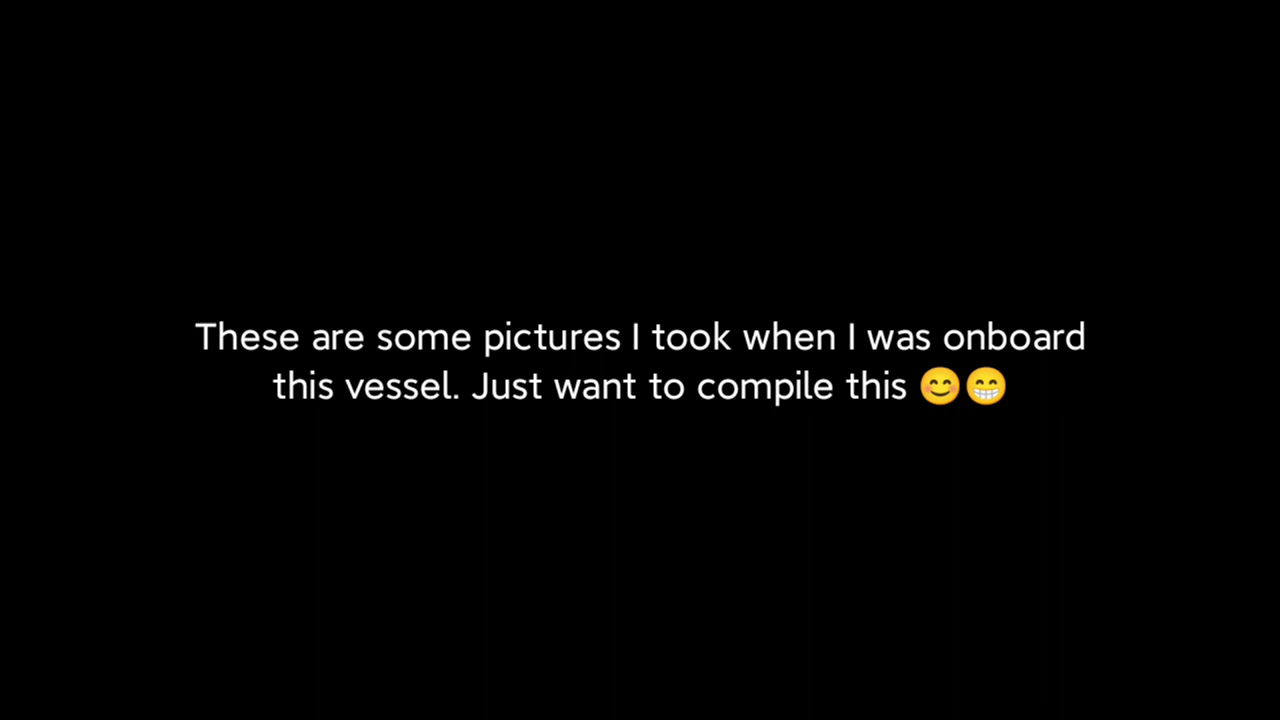 These are some pictures I took when I was onboard
this vessel. Just want to compile this 😊😁